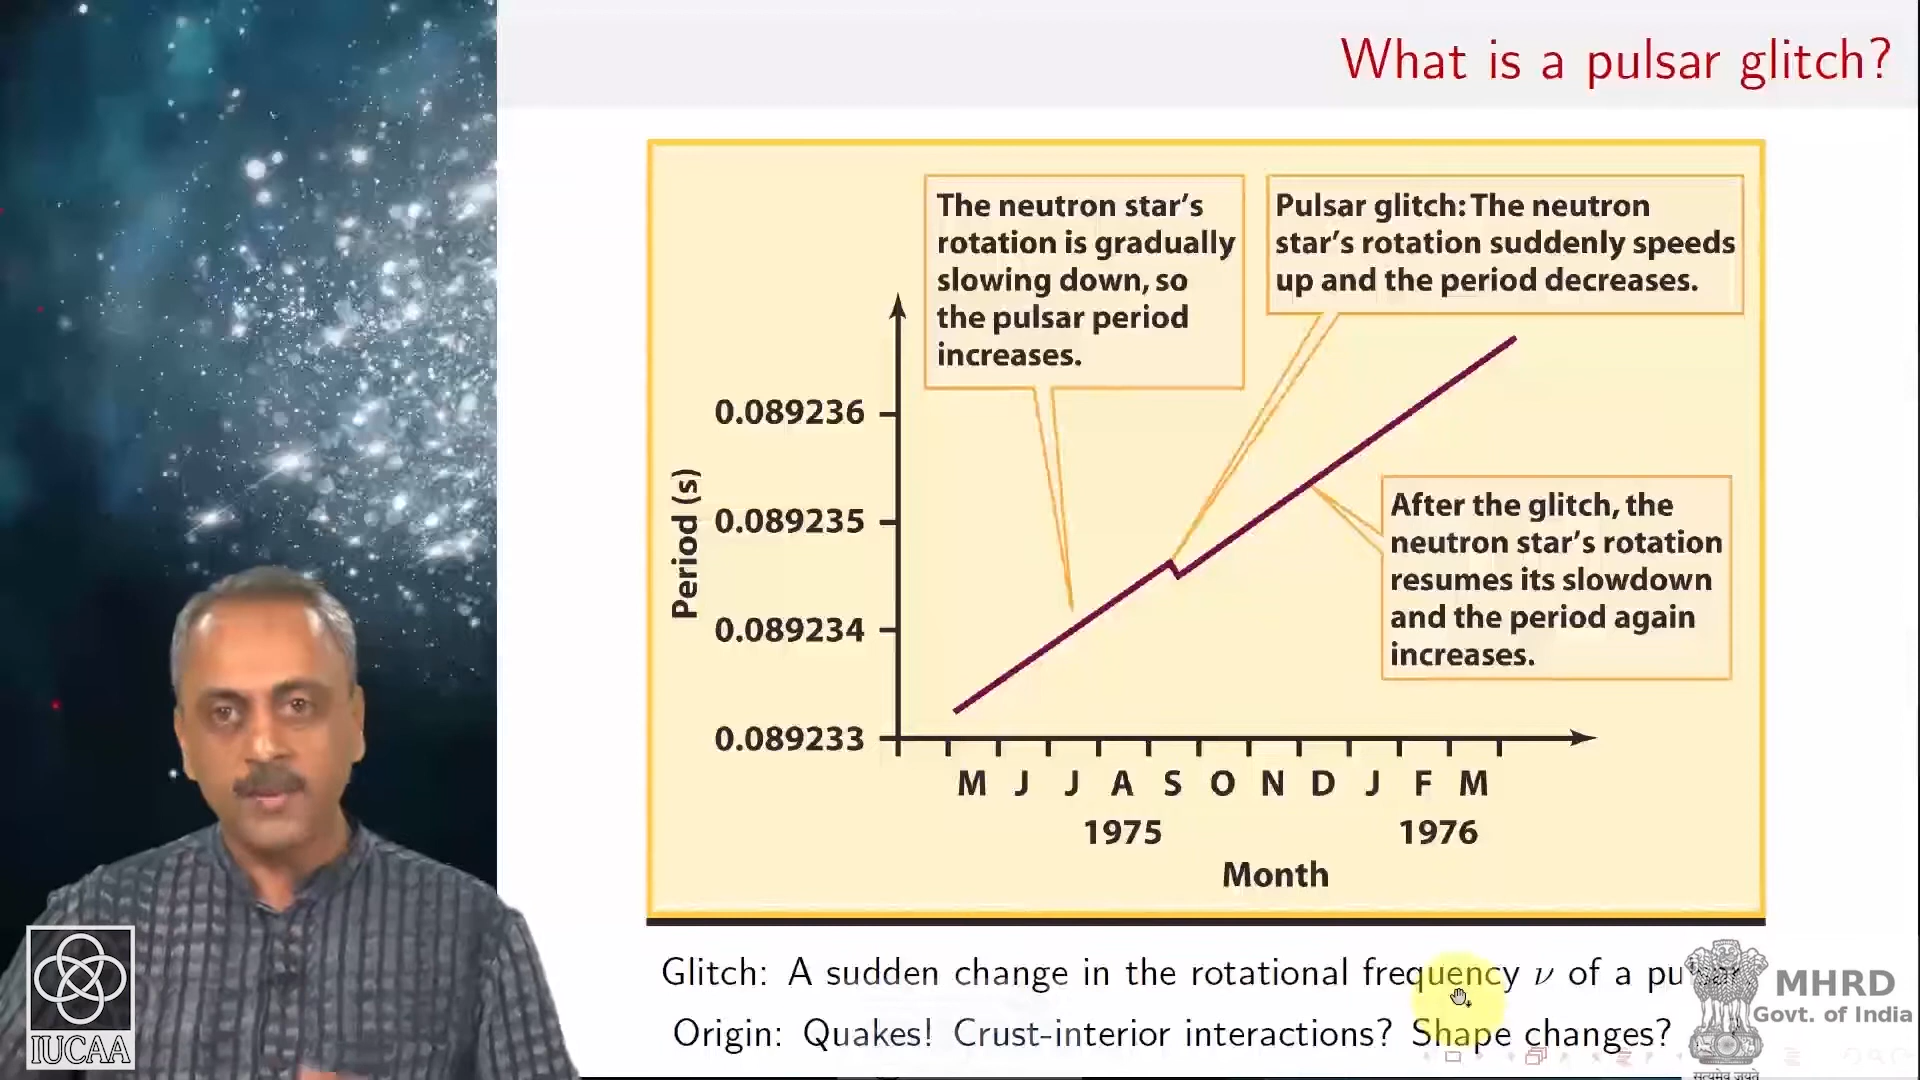 What is a pulsar glitch?
The neutron star's
rotation is gradually
slowing down, so
the pulsar period
increases.
Pulsar glitch: The neutron
star's rotation suddenly speeds
up and the period decreases.
After the glitch, the
neutron star's rotation
resumes its slowdown
and the period again
increases.
Period (s)
0.089236
0.089235
0.089234
0.089233
M J J A S O N D J F M
1975 1976
Month
Glitch: A sudden change in the rotational frequency ν of a
Origin: Quakes! Crust-interior interactions? Shape changes?
IUCAA
MHRD
Govt. of India
सत्यमेव जयते